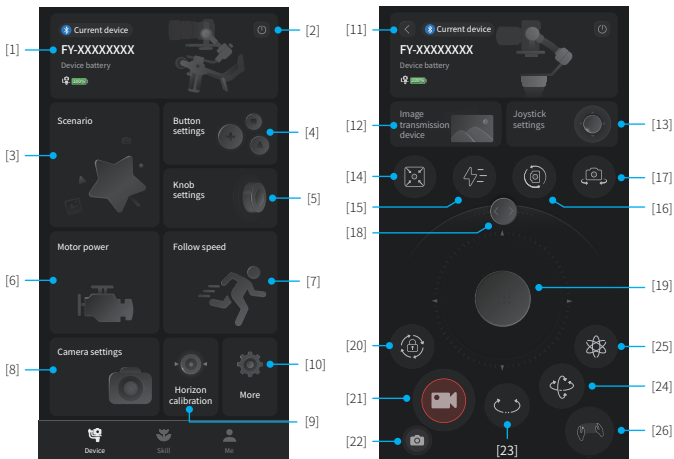 [1]
Current device
[2]
FY-XXXXXXXX
Device battery
100%
[3]
Scenario
Button
settings
[4]
Knob
settings
[5]
[6]
Motor power
Follow speed
[7]
[8]
Camera settings
Horizon
calibration
More
[9]
[10]
Device
Skill
Me
[11]
Current device
FY-XXXXXXXX
Device battery
100%
[12]
Image
transmission
device
Joystick
settings
[13]
[14]
[15]
[16]
[17]
[18]
[19]
[20]
[21]
[22]
[23]
[24]
[25]
[26]